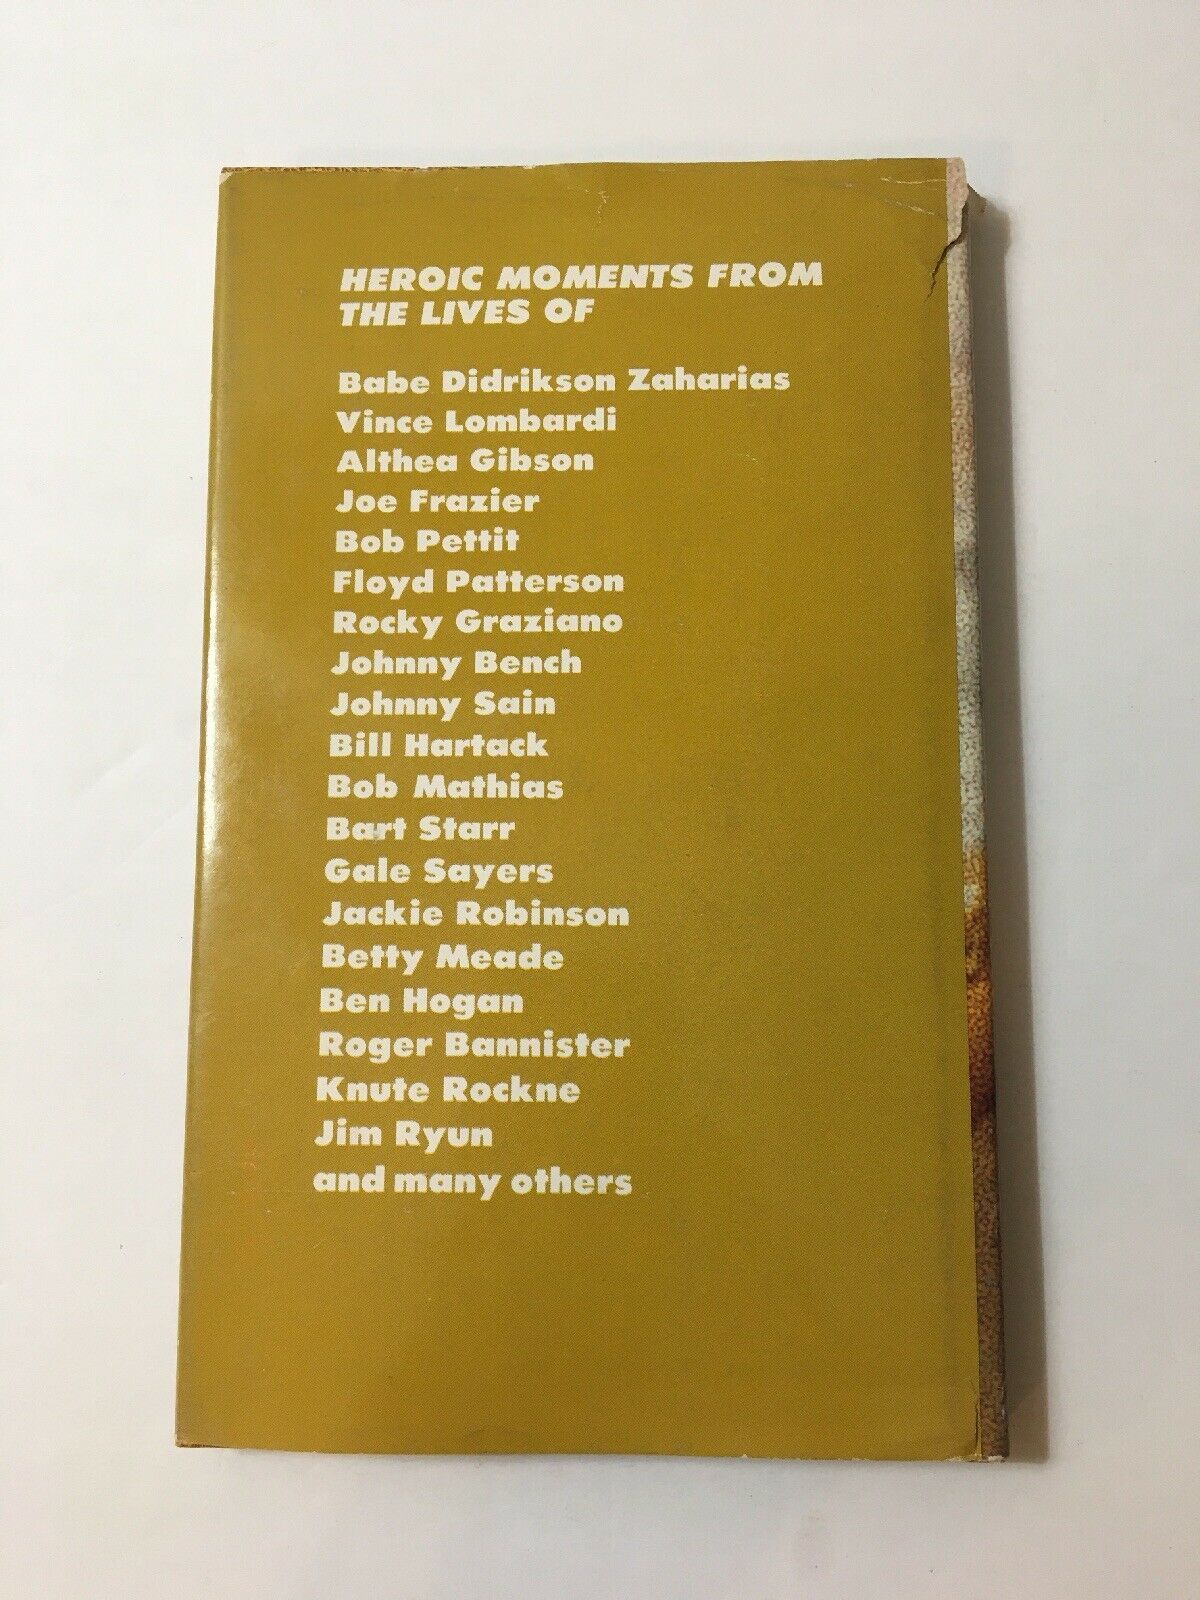 HEROIC MOMENTS FROM
THE LIVES OF
Babe Didrikson Zaharias
Vince Lombardi
Althea Gibson
Joe Frazier
Bob Pettit
Floyd Patterson
Rocky Graziano
Johnny Bench
Johnny Sain
Bill Hartack
Bob Mathias
Bart Starr
Gale Sayers
Jackie Robinson
Betty Meade
Ben Hogan
Roger Bannister
Knute Rockne
Jim Ryun
and many others